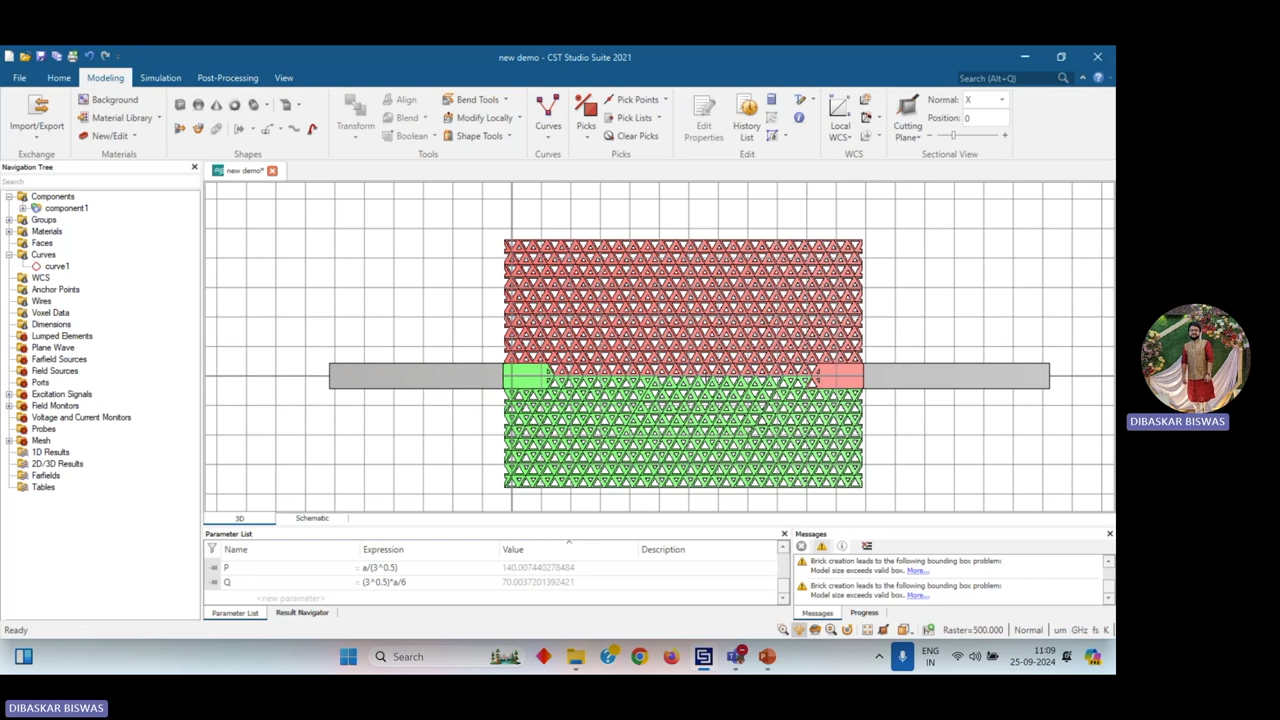 new demo - CST Studio Suite 2021
File Home Modeling Simulation Post-Processing View
Search (Alt+Q)
Import/Export
Exchange
Background
Material Library
New/Edit
Materials
Shapes
Transform
Align
Blend
Boolean
Bend Tools
Modify Locally
Shape Tools
Tools
Curves
Curves
Picks
Pick Points
Pick Lists
Clear Picks
Picks
Edit
Properties
History
List
Edit
Local
WCS
WCS
Cutting
Plane
Normal: X
Position: 0
Sectional View
Navigation Tree
Search
Components
component1
Groups
Materials
Faces
Curves
curve1
WCS
Anchor Points
Wires
Voxel Data
Dimensions
Lumped Elements
Plane Wave
Farfield Sources
Field Sources
Ports
Excitation Signals
Field Monitors
Voltage and Current Monitors
Probes
Mesh
1D Results
2D/3D Results
Farfields
Tables
new demo*
3D Schematic
Parameter List
Name Expression Value Description
P = a/(3^0.5) 140.007440278484
Q = (3^0.5)*a/6 70.0037201392421
<new parameter>
Parameter List Result Navigator
Messages
Brick creation leads to the following bounding box problem:
Model size exceeds valid box. More...
Brick creation leads to the following bounding box problem:
Model size exceeds valid box. More...
Messages Progress
Ready
Raster=500.000 Normal um GHz fs K
Search
ENG
IN
11:09
25-09-2024
DIBASKAR BISWAS
DIBASKAR BISWAS